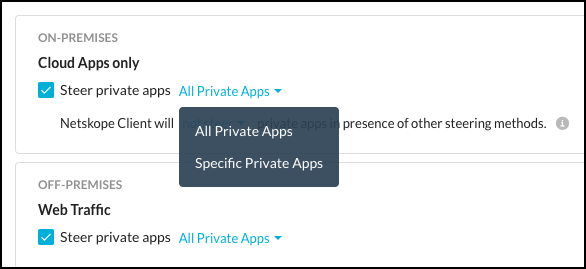 ON-PREMISES
Cloud Apps only
Steer private apps All Private Apps
Netskope Client will private apps in presence of other steering methods.
All Private Apps
Specific Private Apps
OFF-PREMISES
Web Traffic
Steer private apps All Private Apps